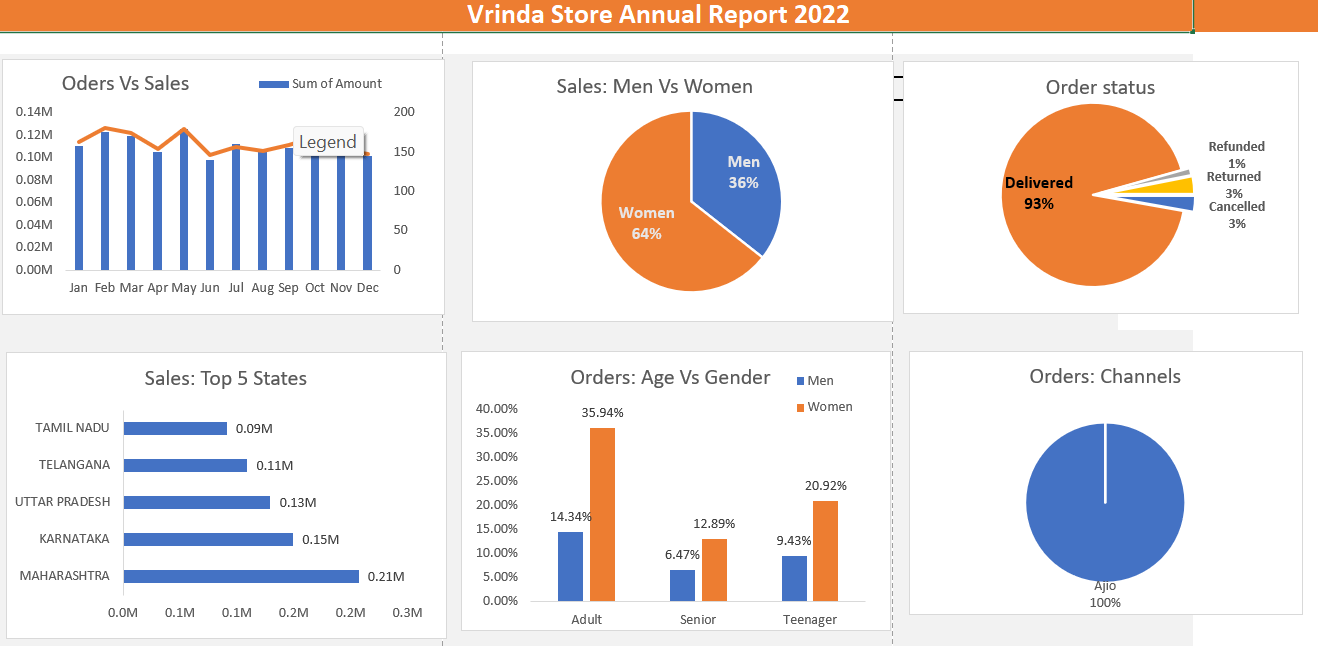 Vrinda Store Annual Report 2022
Oders Vs Sales
Sum of Amount
0.14M
0.12M
0.10M
0.08M
0.06M
0.04M
0.02M
0.00M
200
150
100
50
0
Legend
Jan Feb Mar Apr May Jun Jul Aug Sep Oct Nov Dec
Sales: Men Vs Women
Men
36%
Women
64%
Order status
Delivered
93%
Refunded
1%
Returned
3%
Cancelled
3%
Sales: Top 5 States
TAMIL NADU 0.09M
TELANGANA 0.11M
UTTAR PRADESH 0.13M
KARNATAKA 0.15M
MAHARASHTRA 0.21M
0.0M 0.1M 0.1M 0.2M 0.2M 0.3M
Orders: Age Vs Gender
Men
Women
40.00%
35.00%
30.00%
25.00%
20.00%
15.00%
10.00%
5.00%
0.00%
14.34% 35.94%
6.47% 12.89%
9.43% 20.92%
Adult Senior Teenager
Orders: Channels
Ajio
100%